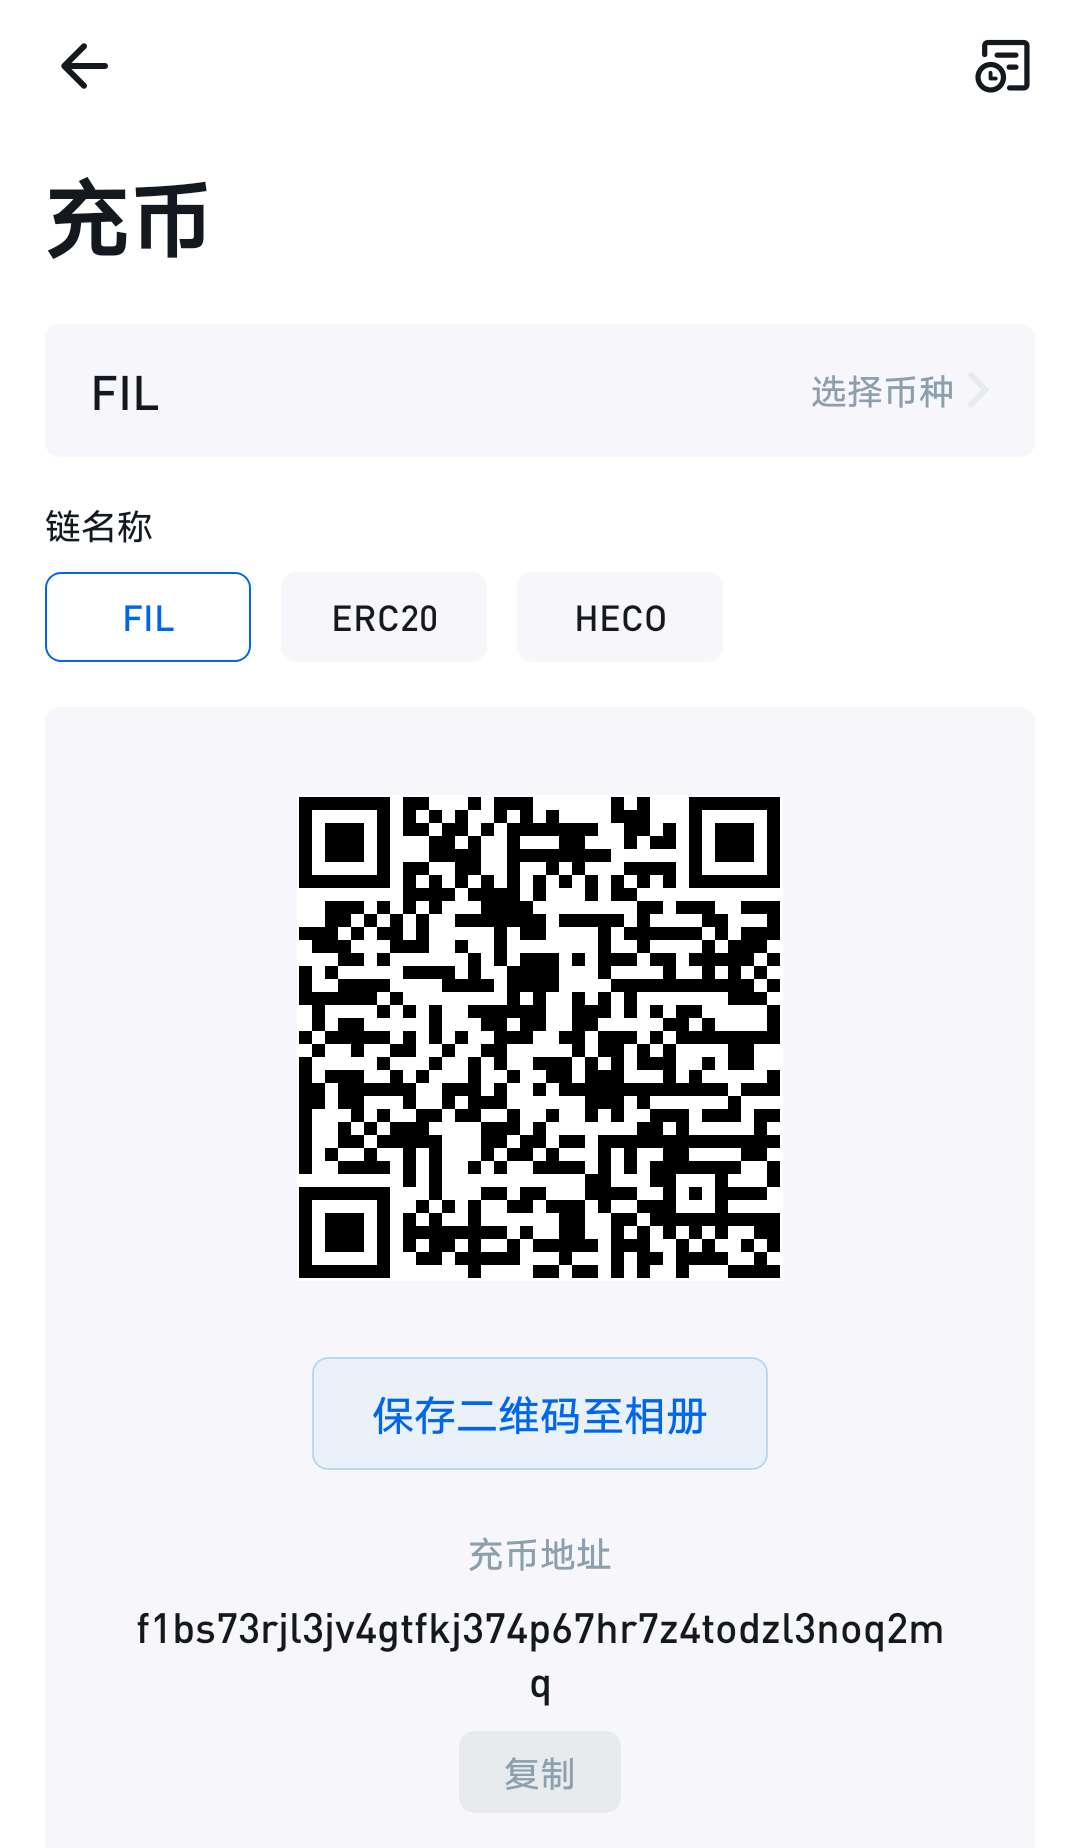 充币
FIL
选择币种
链名称
FIL
ERC20
HECO
保存二维码至相册
充币地址
f1bs73rjl3jv4gtfkj374p67hr7z4todzl3noq2m
q
复制